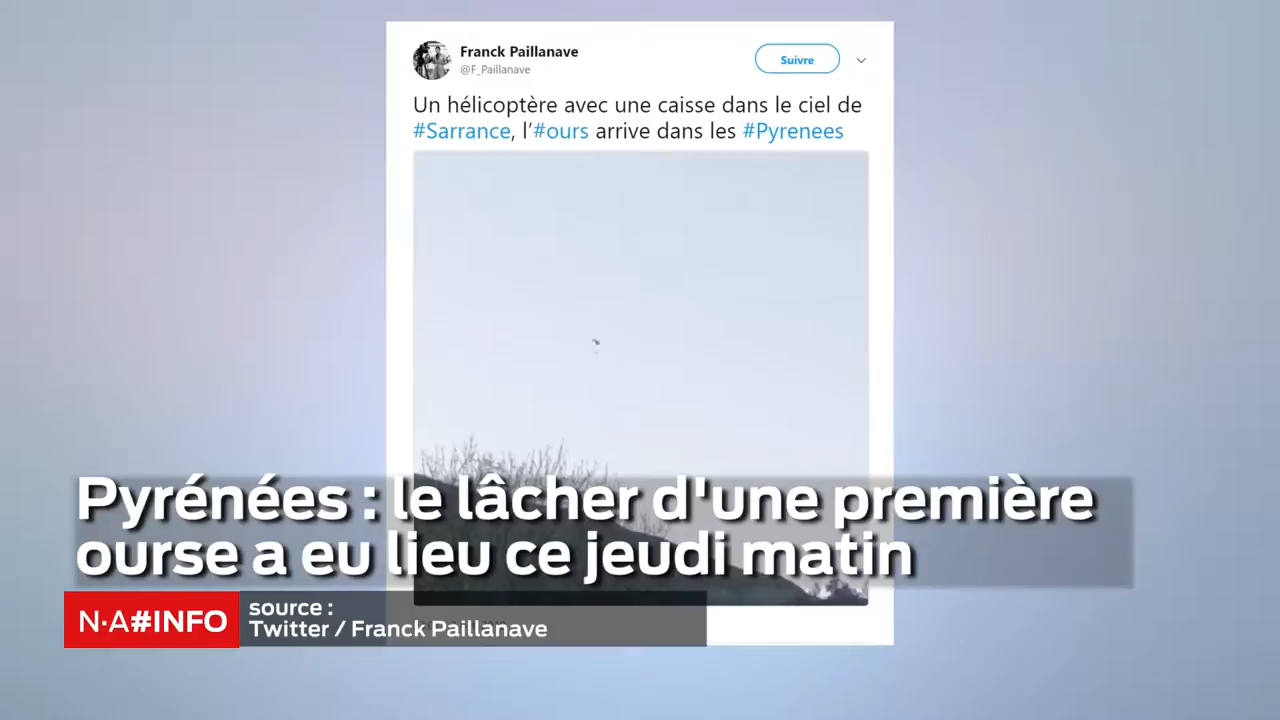 Franck Paillanave
@F_Paillanave
Suivre
Un hélicoptère avec une caisse dans le ciel de
#Sarrance, l'#ours arrive dans les #Pyrenees
Pyrénées : le lâcher d'une première
ourse a eu lieu ce jeudi matin
N·A#INFO
source :
Twitter / Franck Paillanave